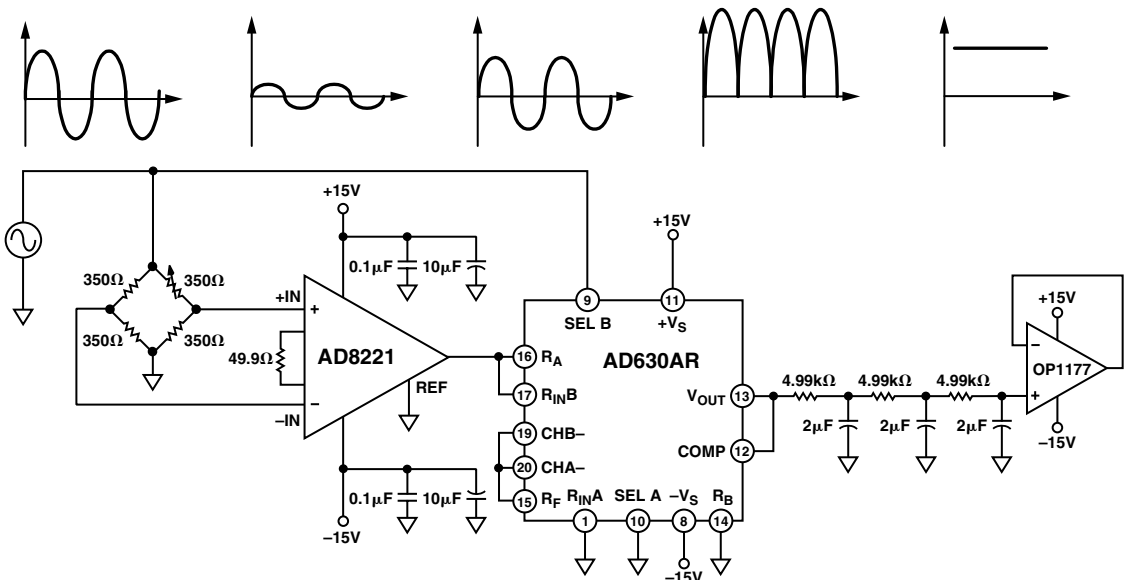 +15V
+15V
350Ω
350Ω
0.1μF
10μF
+IN
9
11
+15V
SEL B
+VS
+
350Ω
350Ω
49.9Ω
AD8221
AD630AR
–
OP1177
16
RA
REF
4.99kΩ
4.99kΩ
4.99kΩ
17
RINB
VOUT
13
+
–
–IN
2μF
2μF
2μF
–15V
19
CHB–
COMP
12
20
CHA–
0.1μF
10μF
15
RF
RINA
SEL A
–VS
RB
1
10
8
14
–15V
–15V